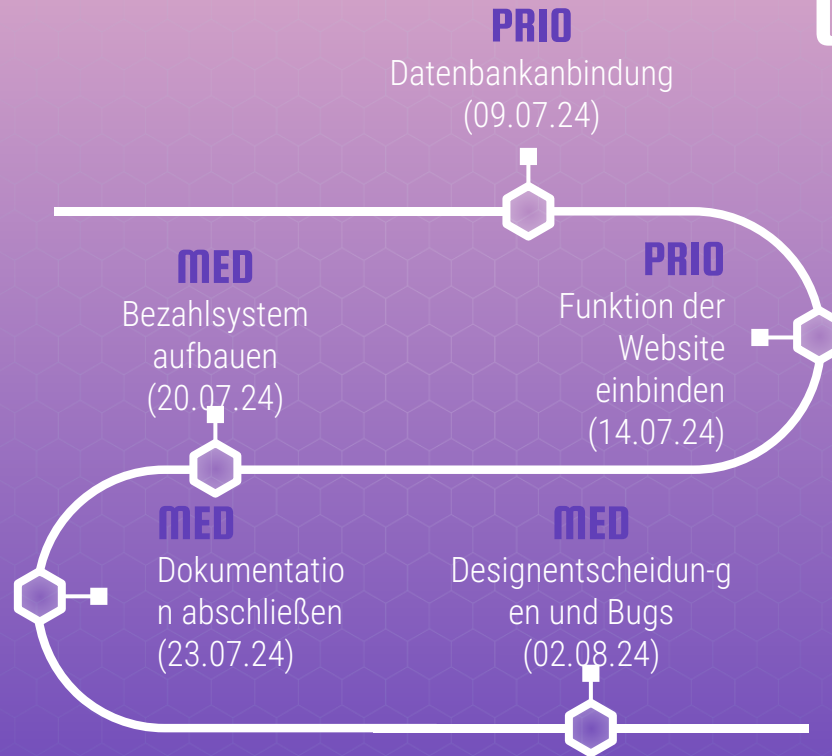 PRIO
Datenbankanbindung
(09.07.24)
PRIO
Funktion der
Website
einbinden
(14.07.24)
MED
Bezahlsystem
aufbauen
(20.07.24)
MED
Dokumentatio
n abschließen
(23.07.24)
MED
Designentscheidun-g
en und Bugs
(02.08.24)